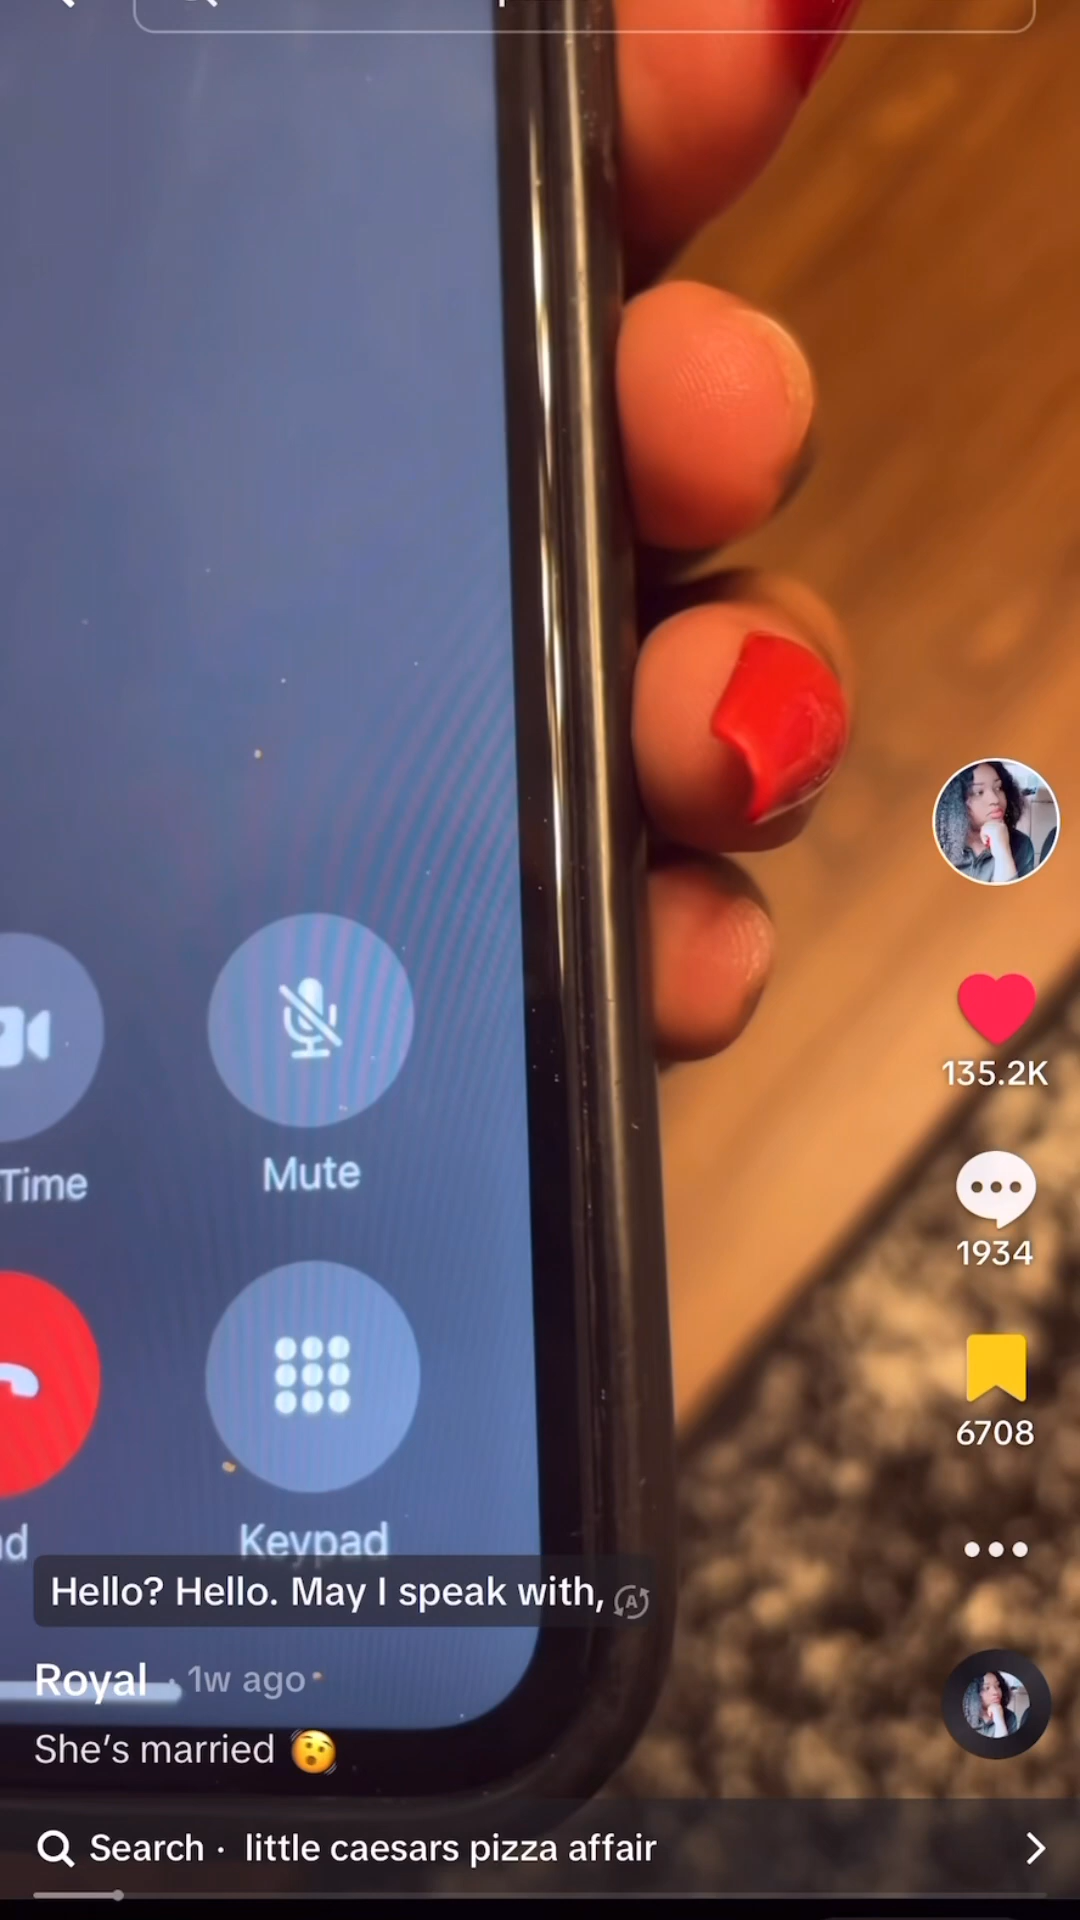 Time
Mute
135.2K
1934
6708
Keypad
Hello? Hello. May I speak with,
Royal · 1w ago
She's married 😯
Search · little caesars pizza affair